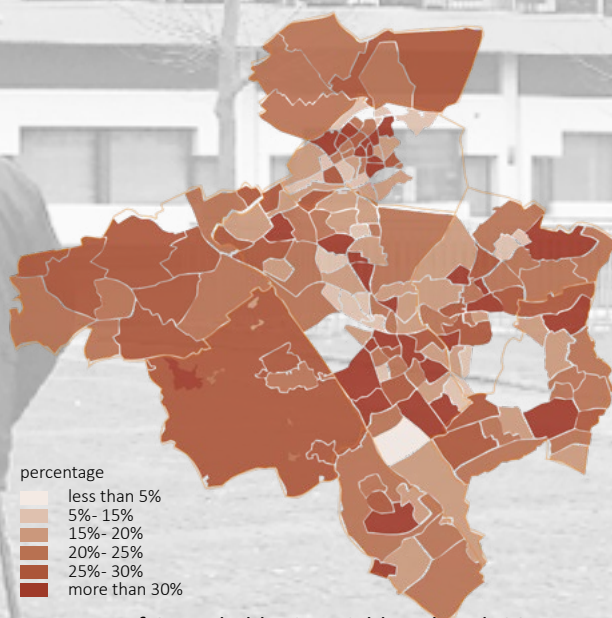 percentage
less than 5%
5%- 15%
15%- 20%
20%- 25%
25%- 30%
more than 30%